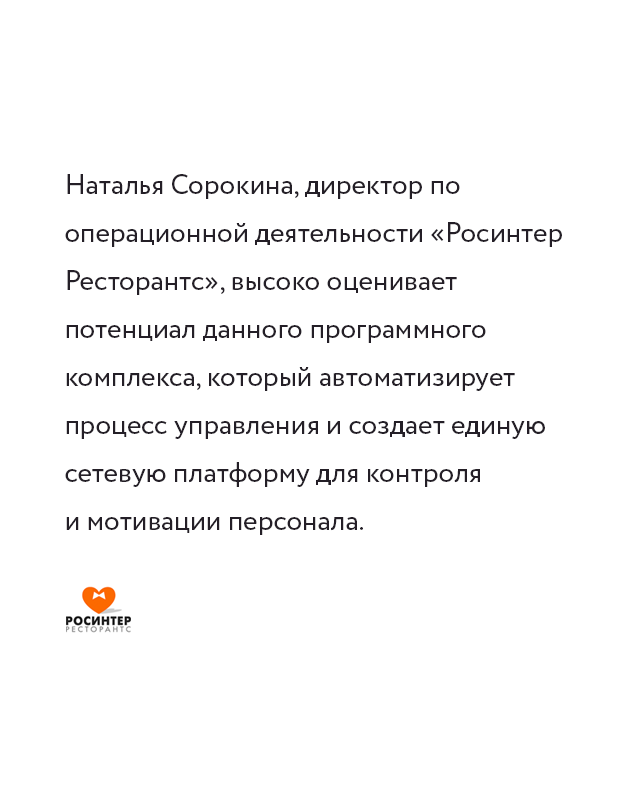 Наталья Сорокина, директор по
операционной деятельности «Росинтер
Ресторантс», высоко оценивает
потенциал данного программного
комплекса, который автоматизирует
процесс управления и создает единую
сетевую платформу для контроля
и мотивации персонала.
РОСИНТЕР
РЕСТОРАНТС